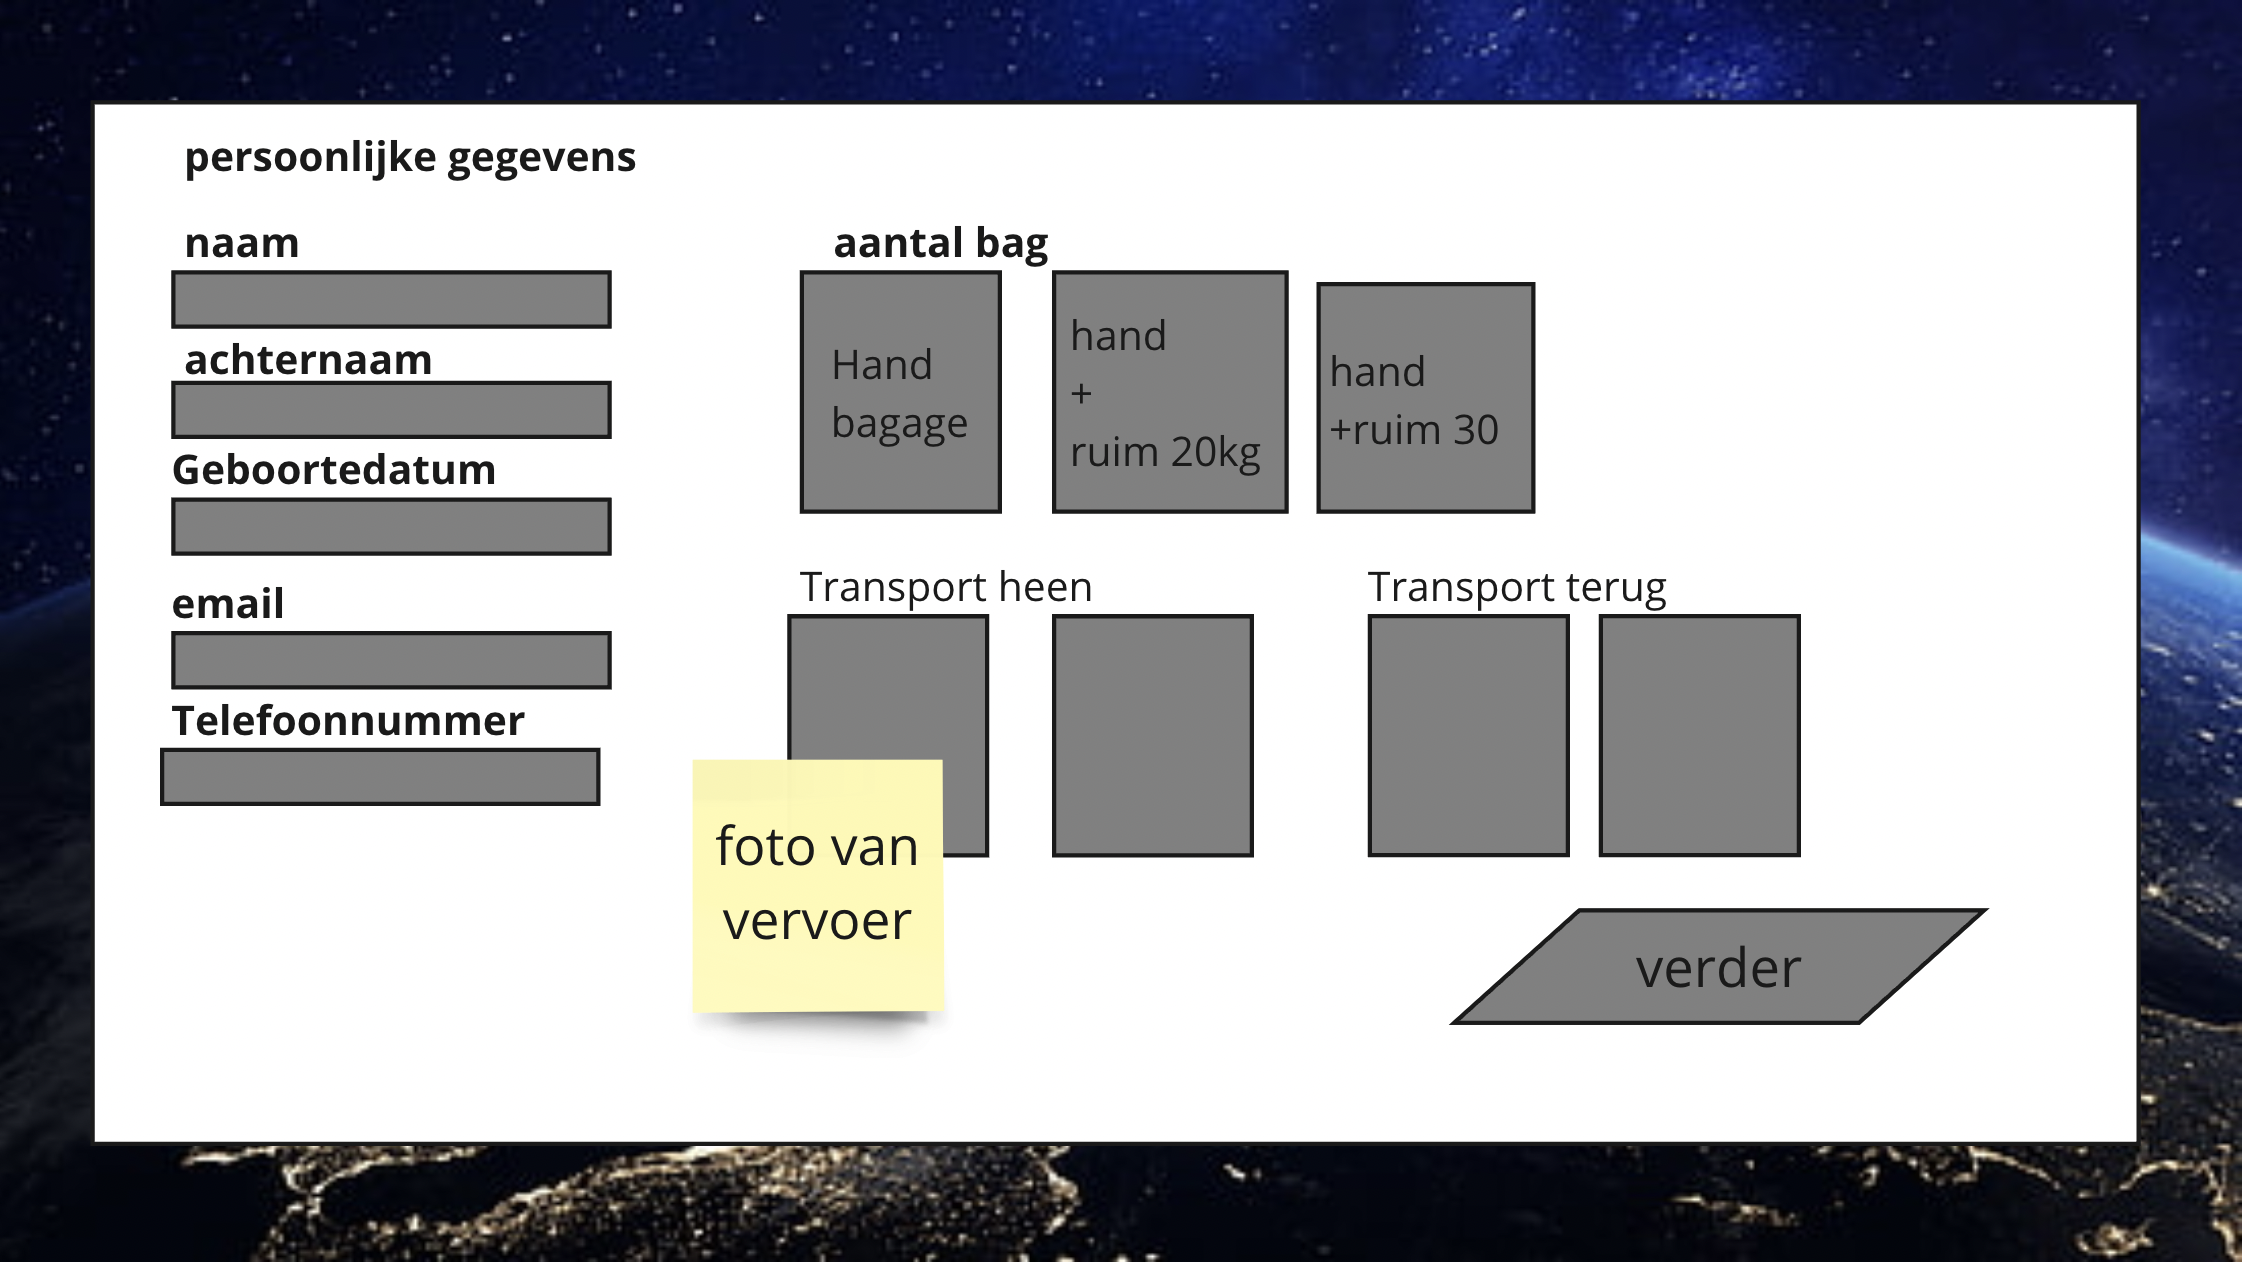 persoonlijke gegevens
naam
achternaam
Geboortedatum
email
Telefoonnummer
aantal bag
Hand
bagage
hand
+
ruim 20kg
hand
+ruim 30
Transport heen
Transport terug
foto van
vervoer
verder